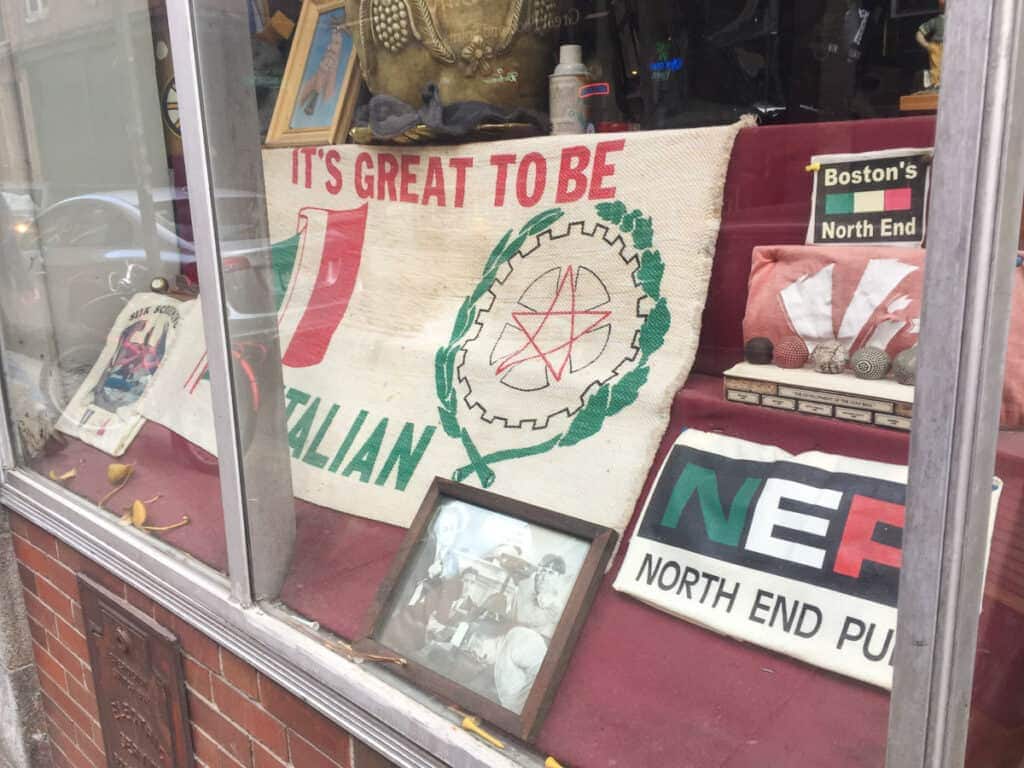 IT'S GREAT TO BE
ITALIAN
Boston's
North End
NEP
NORTH END PU